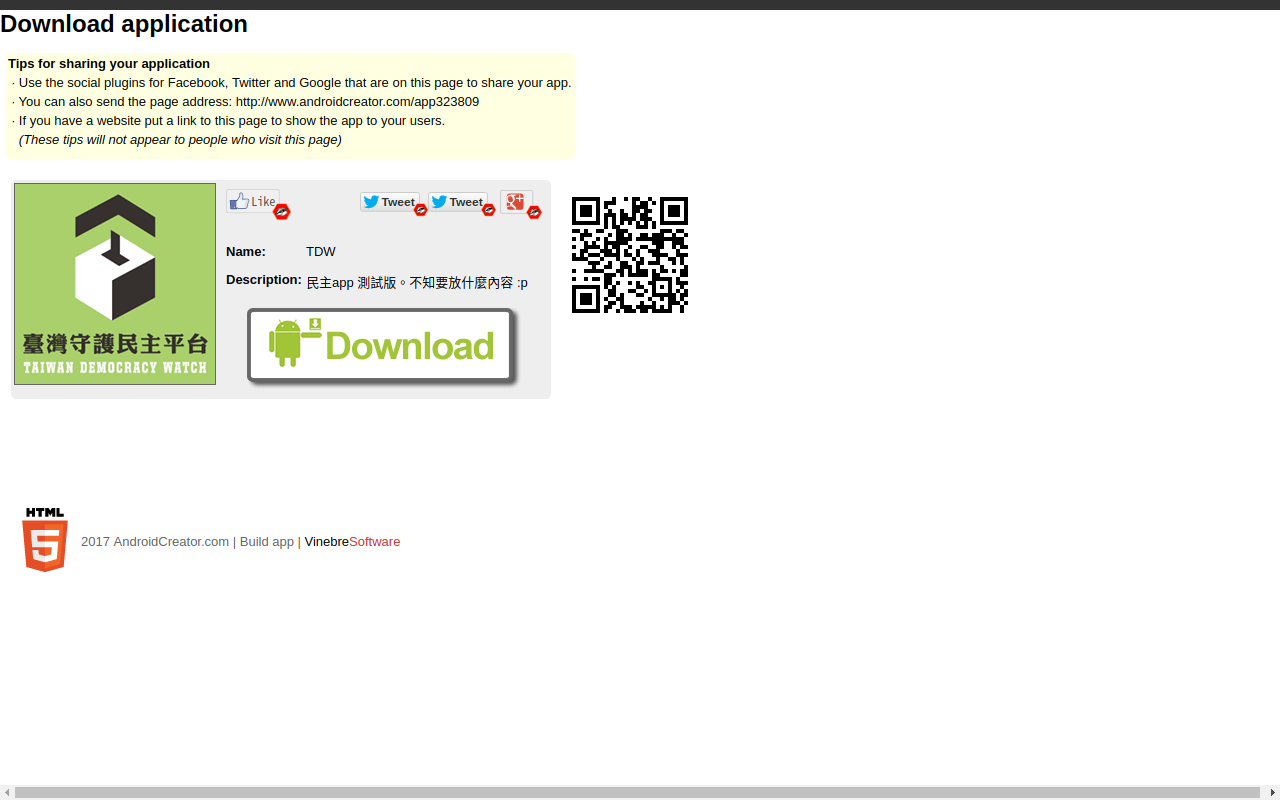 Download application
Tips for sharing your application
· Use the social plugins for Facebook, Twitter and Google that are on this page to share your app.
· You can also send the page address: http://www.androidcreator.com/app323809
· If you have a website put a link to this page to show the app to your users.
(These tips will not appear to people who visit this page)
臺灣守護民主平台
TAIWAN DEMOCRACY WATCH
Like
Tweet
Tweet
g+
Name: TDW
Description: 民主app 測試版。不知要放什麼內容 :p
Download
HTML
5
2017 AndroidCreator.com | Build app | VinebreSoftware